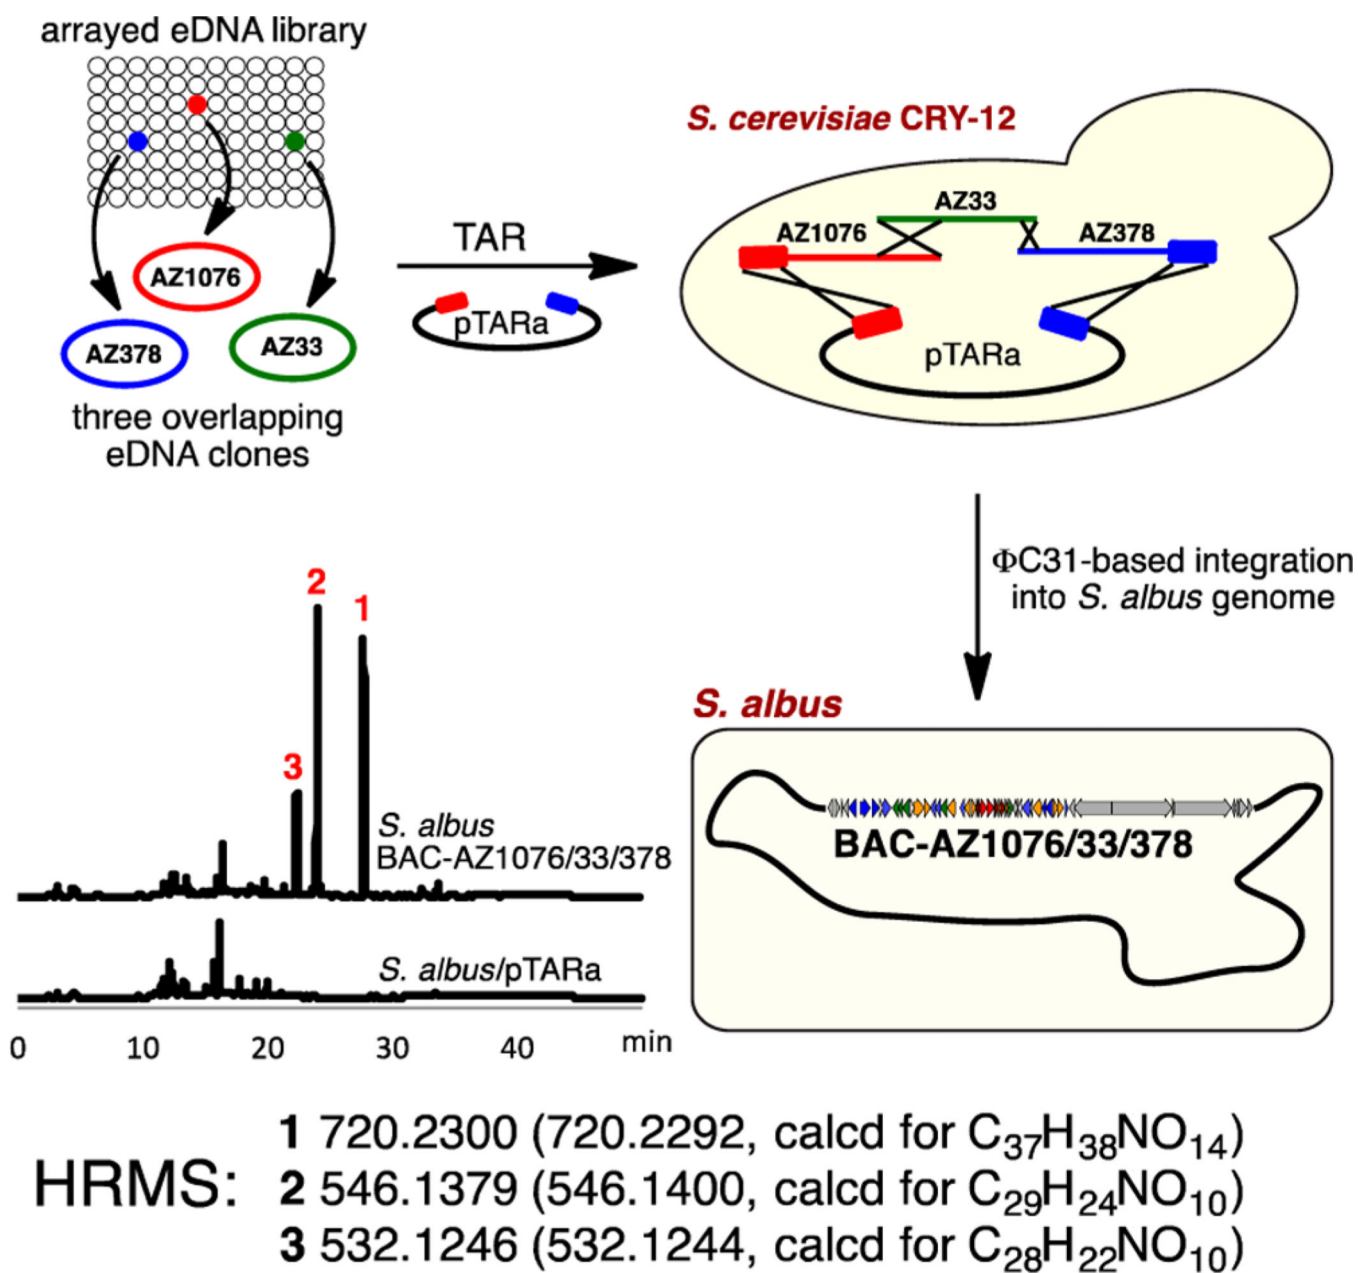 arrayed eDNA library
AZ1076
AZ378
AZ33
three overlapping
eDNA clones
TAR
pTARa
S. cerevisiae CRY-12
AZ33
AZ1076
AZ378
pTARa
ΦC31-based integration
into S. albus genome
S. albus
BAC-AZ1076/33/378
2
1
3
S. albus
BAC-AZ1076/33/378
S. albus/pTARa
0 10 20 30 40 min
HRMS:
1 720.2300 (720.2292, calcd for C₃₇H₃₈NO₁₄)
2 546.1379 (546.1400, calcd for C₂₉H₂₄NO₁₀)
3 532.1246 (532.1244, calcd for C₂₈H₂₂NO₁₀)